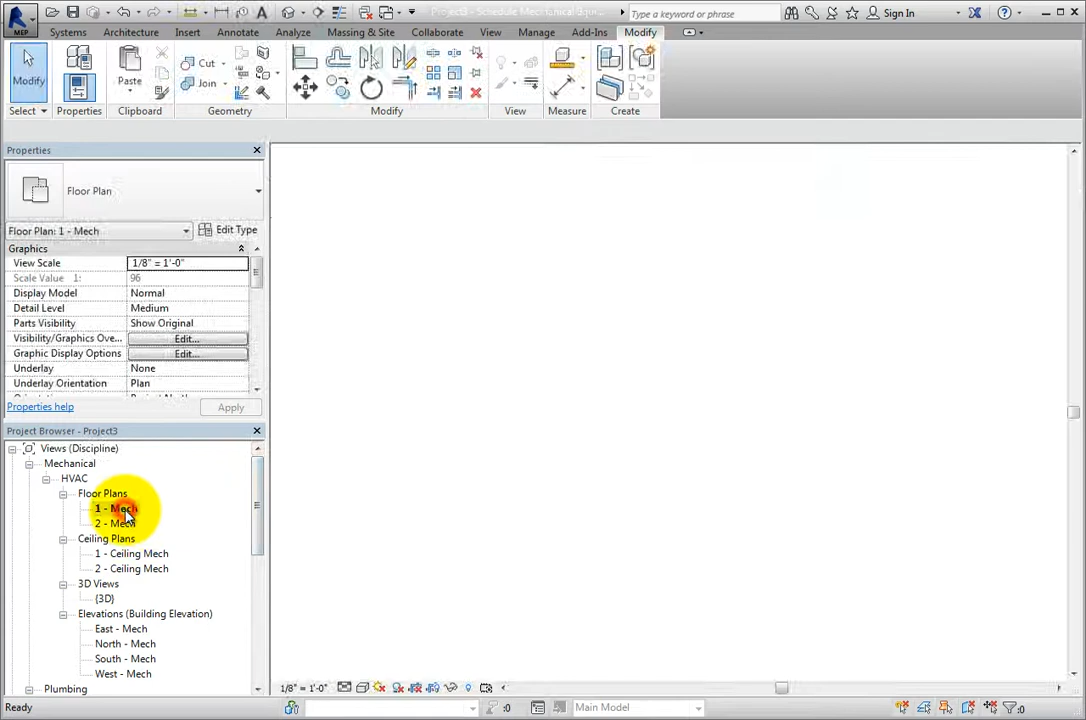 Project3 - Schedule Mechanical Equi...
Type a keyword or phrase
Sign In
MEP
Systems Architecture Insert Annotate Analyze Massing & Site Collaborate View Manage Add-Ins Modify
Modify
Paste
Cut
Join
Select Properties Clipboard Geometry Modify View Measure Create
Properties
Floor Plan
Floor Plan: 1 - Mech
Edit Type
Graphics
View Scale 1/8" = 1'-0"
Scale Value 1: 96
Display Model Normal
Detail Level Medium
Parts Visibility Show Original
Visibility/Graphics Ove... Edit...
Graphic Display Options Edit...
Underlay None
Underlay Orientation Plan
Properties help
Apply
Project Browser - Project3
Views (Discipline)
Mechanical
HVAC
Floor Plans
1 - Mech
2 - Mech
Ceiling Plans
1 - Ceiling Mech
2 - Ceiling Mech
3D Views
{3D}
Elevations (Building Elevation)
East - Mech
North - Mech
South - Mech
West - Mech
Plumbing
1/8" = 1'-0"
Ready
:0
Main Model
:0